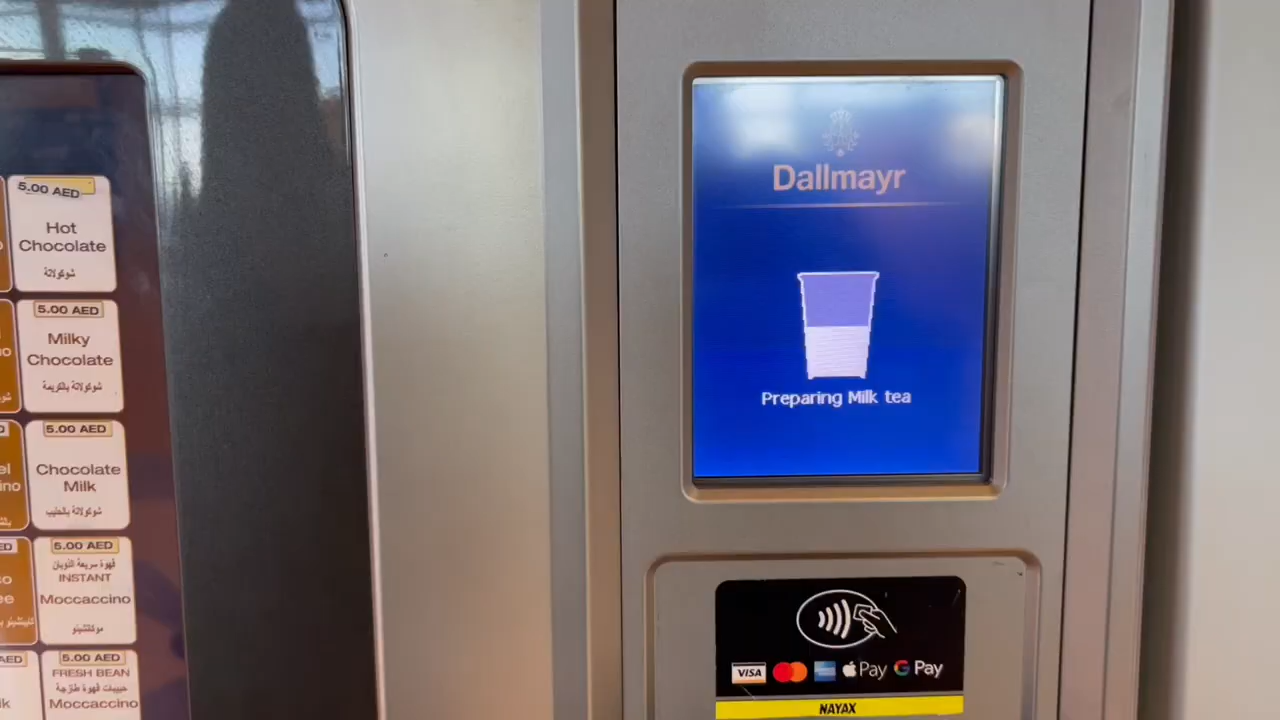 5.00 AED
Hot
Chocolate
شوكولاتة
5.00 AED
Milky
Chocolate
شوكولاتة بالكريمة
5.00 AED
Chocolate
Milk
شوكولاتة بالحليب
5.00 AED
قهوة سريعة الذوبان
INSTANT
Moccaccino
موكاتشينو
5.00 AED
FRESH BEAN
حبيبات قهوة طازجة
Moccaccino
Dallmayr
Preparing Milk tea
VISA
Pay
G Pay
NAYAX